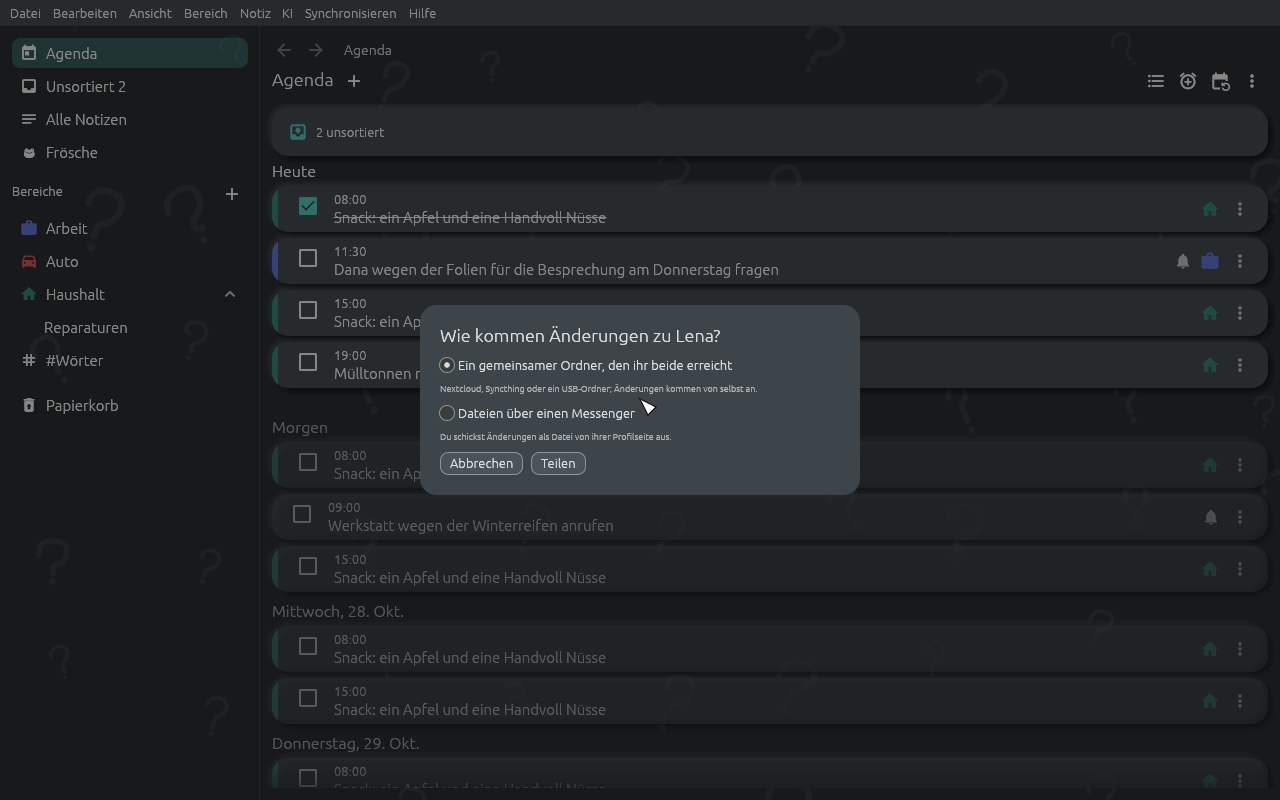 Datei Bearbeiten Ansicht Bereich Notiz KI Synchronisieren Hilfe
Agenda
Unsortiert 2
Alle Notizen
Frösche
Bereiche
Arbeit
Auto
Haushalt
Reparaturen
#Wörter
Papierkorb
Agenda
Agenda
2 unsortiert
Heute
08:00
Snack: ein Apfel und eine Handvoll Nüsse
11:30
Dana wegen der Folien für die Besprechung am Donnerstag fragen
15:00
Snack: ein Ap
19:00
Mülltonnen
Wie kommen Änderungen zu Lena?
Ein gemeinsamer Ordner, den ihr beide erreicht
Nextcloud, Syncthing oder ein USB-Ordner; Änderungen kommen von selbst an.
Dateien über einen Messenger
Du schickst Änderungen als Datei von ihrer Profilseite aus.
Abbrechen Teilen
Morgen
08:00
Snack: ein Ap
09:00
Werkstatt wegen der Winterreifen anrufen
15:00
Snack: ein Apfel und eine Handvoll Nüsse
Mittwoch, 28. Okt.
08:00
Snack: ein Apfel und eine Handvoll Nüsse
15:00
Snack: ein Apfel und eine Handvoll Nüsse
Donnerstag, 29. Okt.
08:00
Snack: ein Apfel und eine Handvoll Nüsse